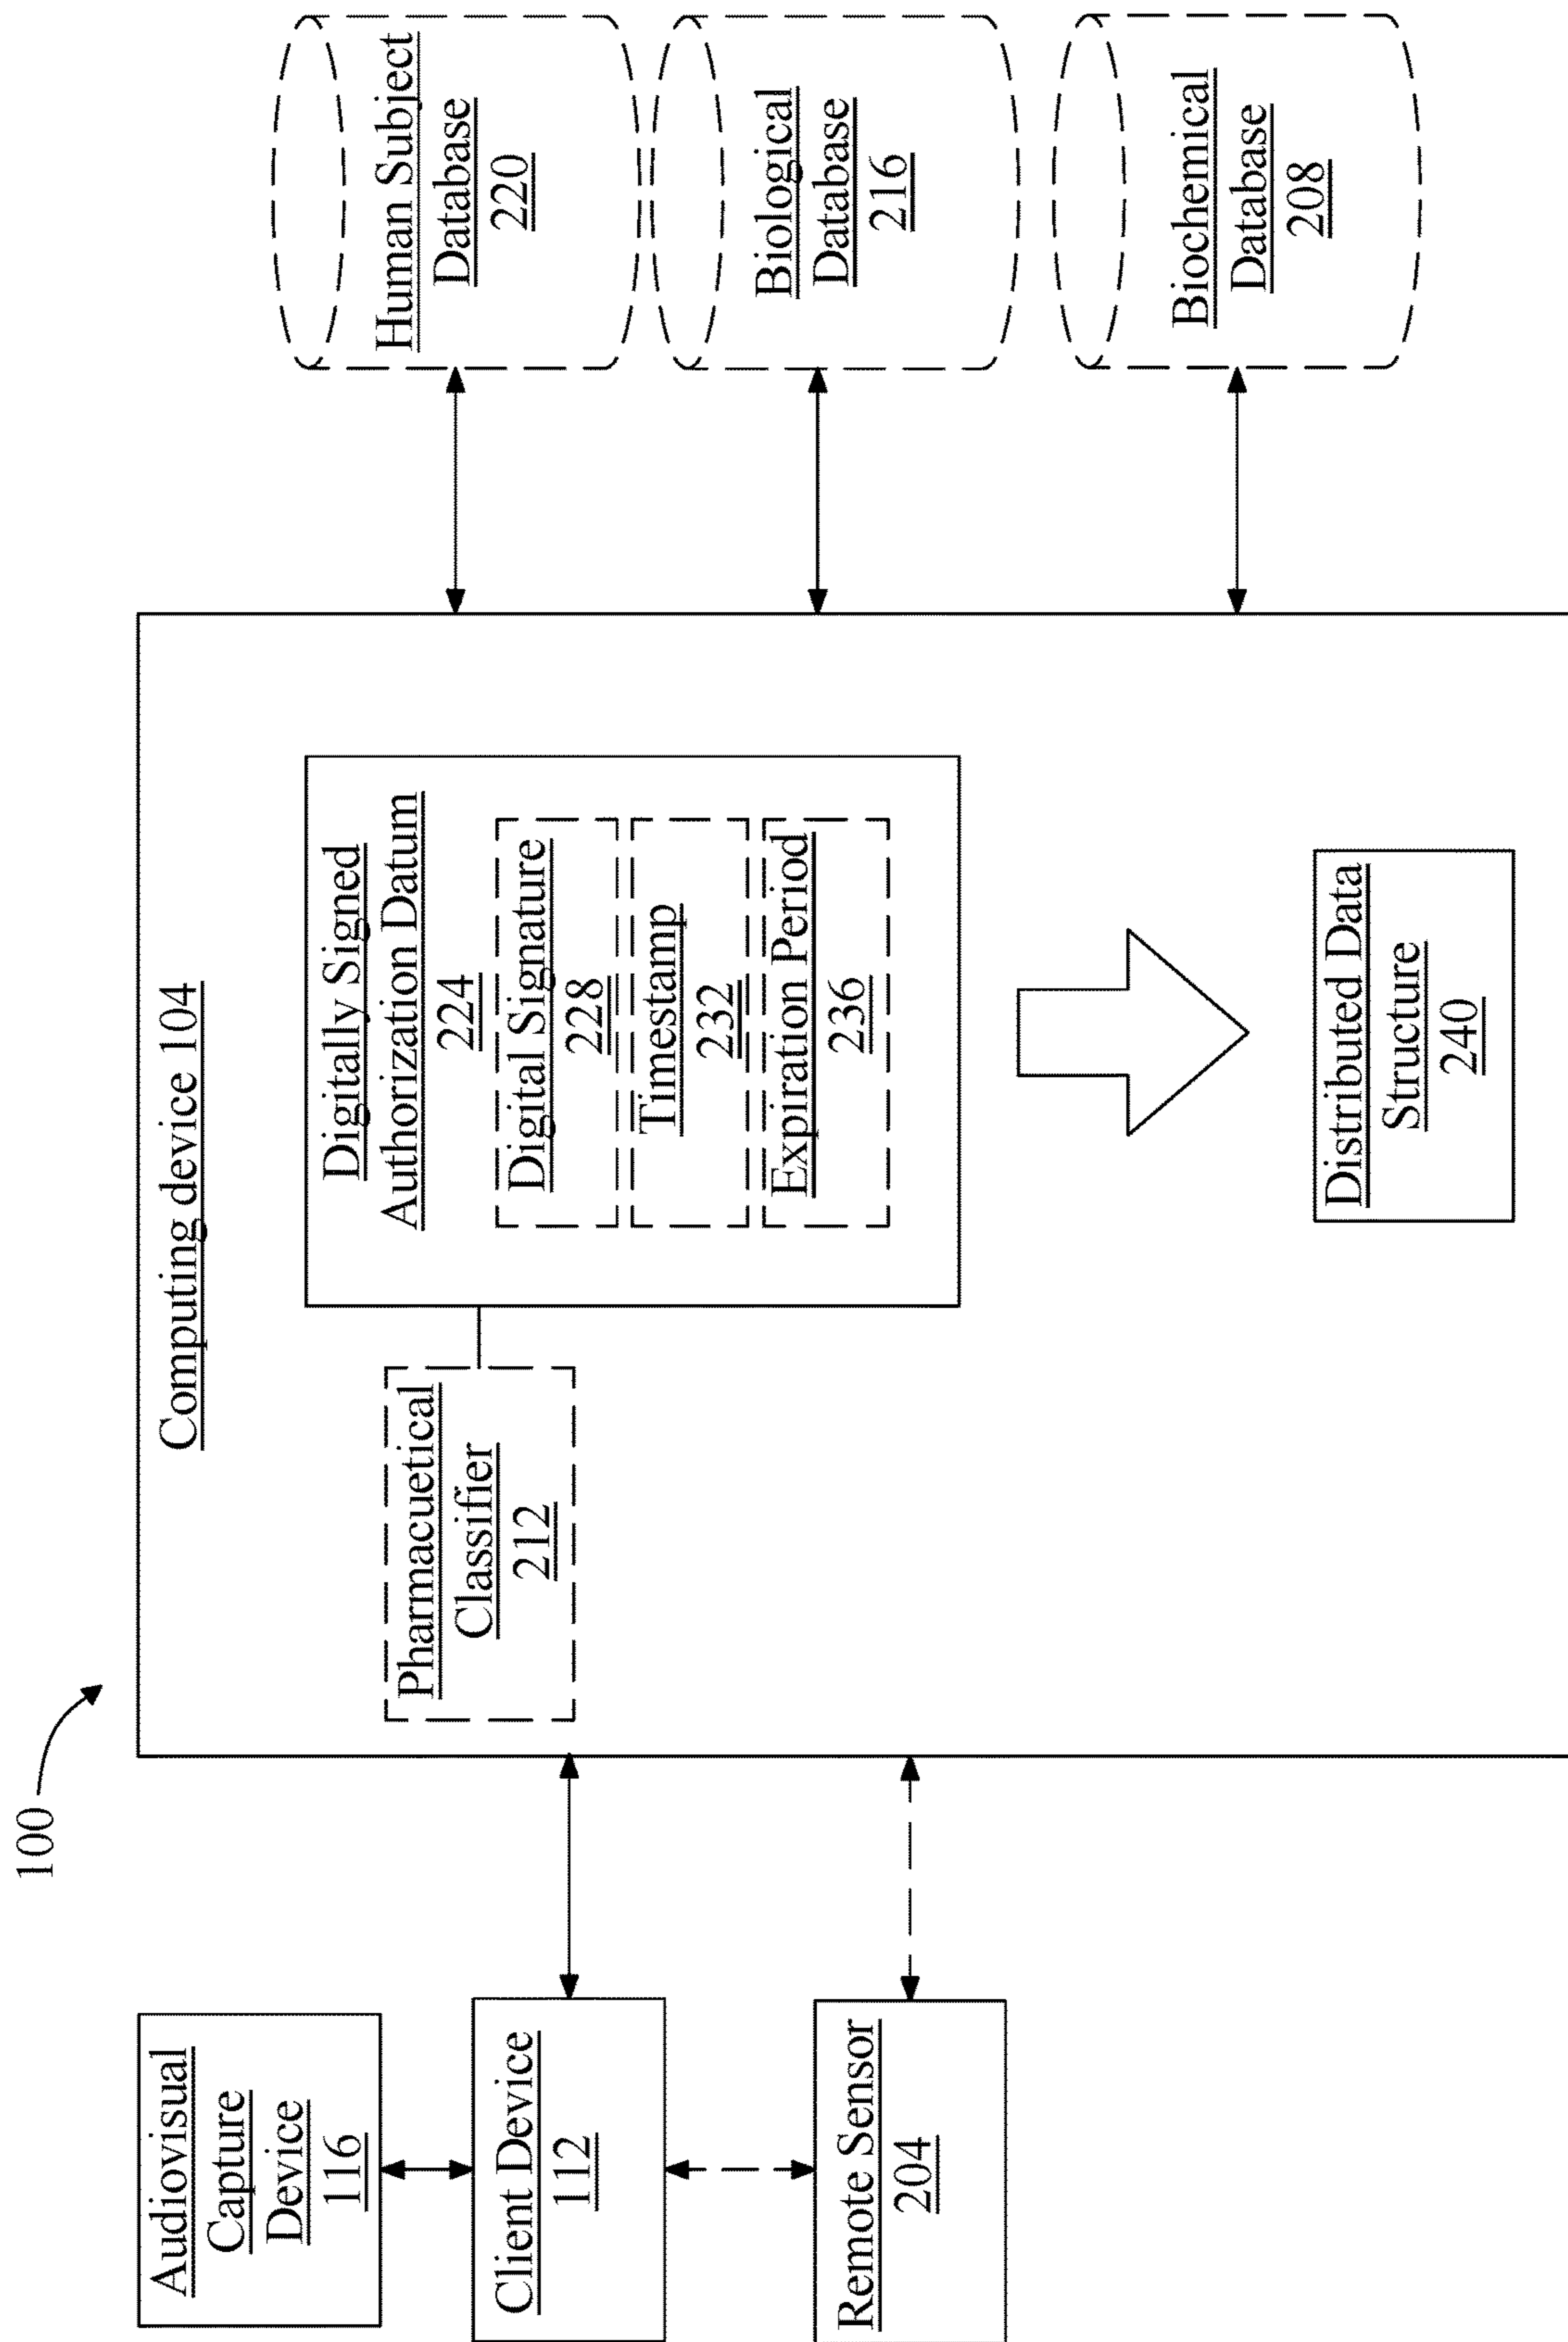 100
Computing device 104
Audiovisual
Capture
Device
116
Client Device
112
Remote Sensor
204
Pharmacuetical
Classifier
212
Digitally Signed
Authorization Datum
224
Digital Signature
228
Timestamp
232
Expiration Period
236
Distributed Data
Structure
240
Human Subject
Database
220
Biological
Database
216
Biochemical
Database
208